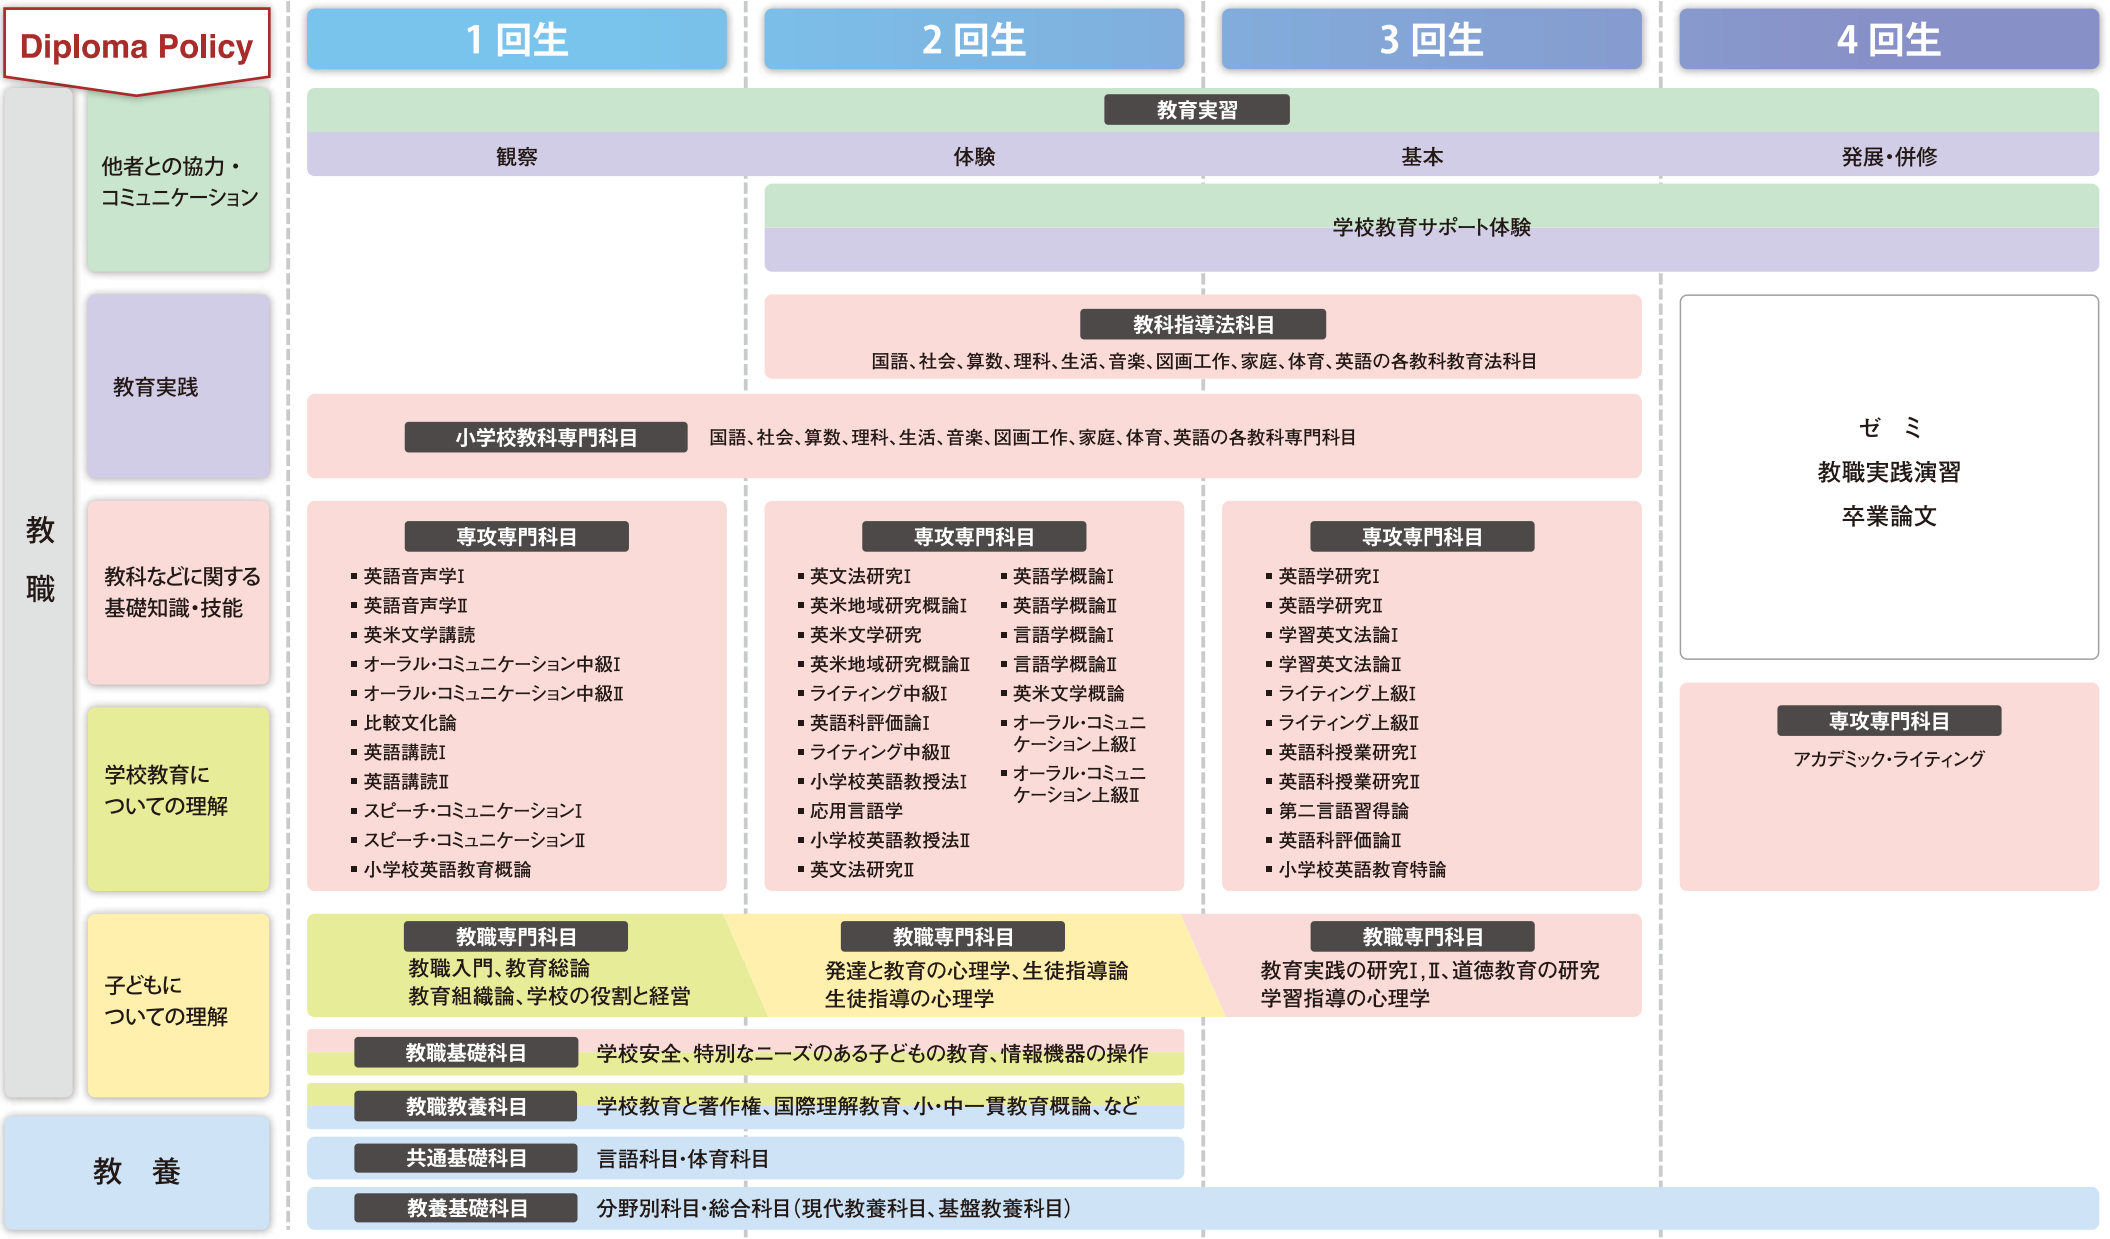 Diploma Policy
1回生
2回生
3回生
4回生
教職
他者との協力・
コミュニケーション
教育実践
教科などに関する
基礎知識・技能
学校教育に
ついての理解
子どもに
ついての理解
教 養
教育実習
観察
体験
基本
発展・併修
学校教育サポート体験
教科指導法科目
国語、社会、算数、理科、生活、音楽、図画工作、家庭、体育、英語の各教科教育法科目
小学校教科専門科目
国語、社会、算数、理科、生活、音楽、図画工作、家庭、体育、英語の各教科専門科目
ゼ ミ
教職実践演習
卒業論文
専攻専門科目
▪ 英語音声学Ⅰ
▪ 英語音声学Ⅱ
▪ 英米文学講読
▪ オーラル・コミュニケーション中級Ⅰ
▪ オーラル・コミュニケーション中級Ⅱ
▪ 比較文化論
▪ 英語講読Ⅰ
▪ 英語講読Ⅱ
▪ スピーチ・コミュニケーションⅠ
▪ スピーチ・コミュニケーションⅡ
▪ 小学校英語教育概論
専攻専門科目
▪ 英文法研究Ⅰ
▪ 英米地域研究概論Ⅰ
▪ 英米文学研究
▪ 英米地域研究概論Ⅱ
▪ ライティング中級Ⅰ
▪ 英語科評価論Ⅰ
▪ ライティング中級Ⅱ
▪ 小学校英語教授法Ⅰ
▪ 応用言語学
▪ 小学校英語教授法Ⅱ
▪ 英文法研究Ⅱ
▪ 英語学概論Ⅰ
▪ 英語学概論Ⅱ
▪ 言語学概論Ⅰ
▪ 言語学概論Ⅱ
▪ 英米文学概論
▪ オーラル・コミュニ
ケーション上級Ⅰ
▪ オーラル・コミュニ
ケーション上級Ⅱ
専攻専門科目
▪ 英語学研究Ⅰ
▪ 英語学研究Ⅱ
▪ 学習英文法論Ⅰ
▪ 学習英文法論Ⅱ
▪ ライティング上級Ⅰ
▪ ライティング上級Ⅱ
▪ 英語科授業研究Ⅰ
▪ 英語科授業研究Ⅱ
▪ 第二言語習得論
▪ 英語科評価論Ⅱ
▪ 小学校英語教育特論
専攻専門科目
アカデミック・ライティング
教職専門科目
教職入門、教育総論
教育組織論、学校の役割と経営
教職専門科目
発達と教育の心理学、生徒指導論
生徒指導の心理学
教職専門科目
教育実践の研究Ⅰ,Ⅱ、道徳教育の研究
学習指導の心理学
教職基礎科目
学校安全、特別なニーズのある子どもの教育、情報機器の操作
教職教養科目
学校教育と著作権、国際理解教育、小・中一貫教育概論、など
共通基礎科目
言語科目・体育科目
教養基礎科目
分野別科目・総合科目(現代教養科目、基盤教養科目)